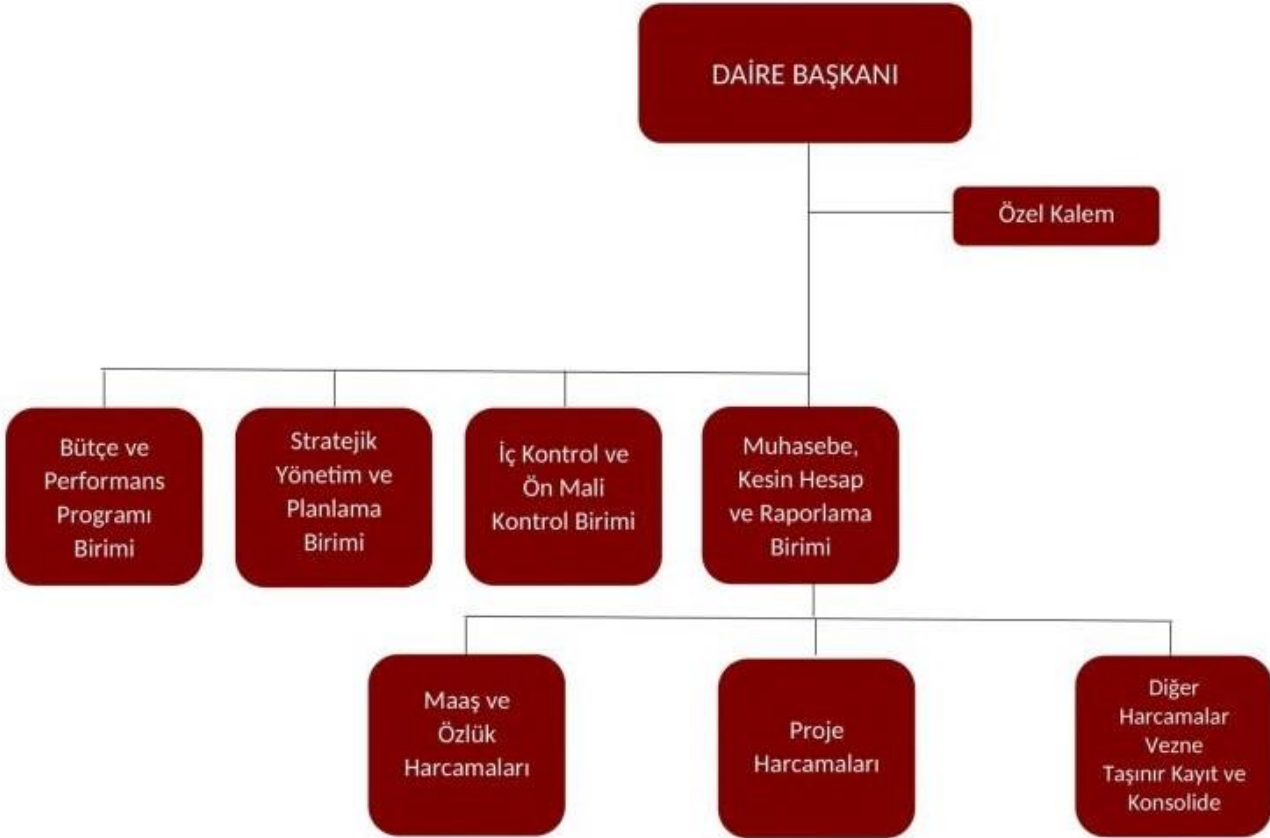 DAİRE BAŞKANI
Özel Kalem
Bütçe ve
Performans
Programı
Birimi
Stratejik
Yönetim ve
Planlama
Birimi
İç Kontrol ve
Ön Mali
Kontrol Birimi
Muhasebe,
Kesin Hesap
ve Raporlama
Birimi
Maaş ve
Özlük
Harcamaları
Proje
Harcamaları
Diğer
Harcamalar
Vezne
Taşınır Kayıt ve
Konsolide